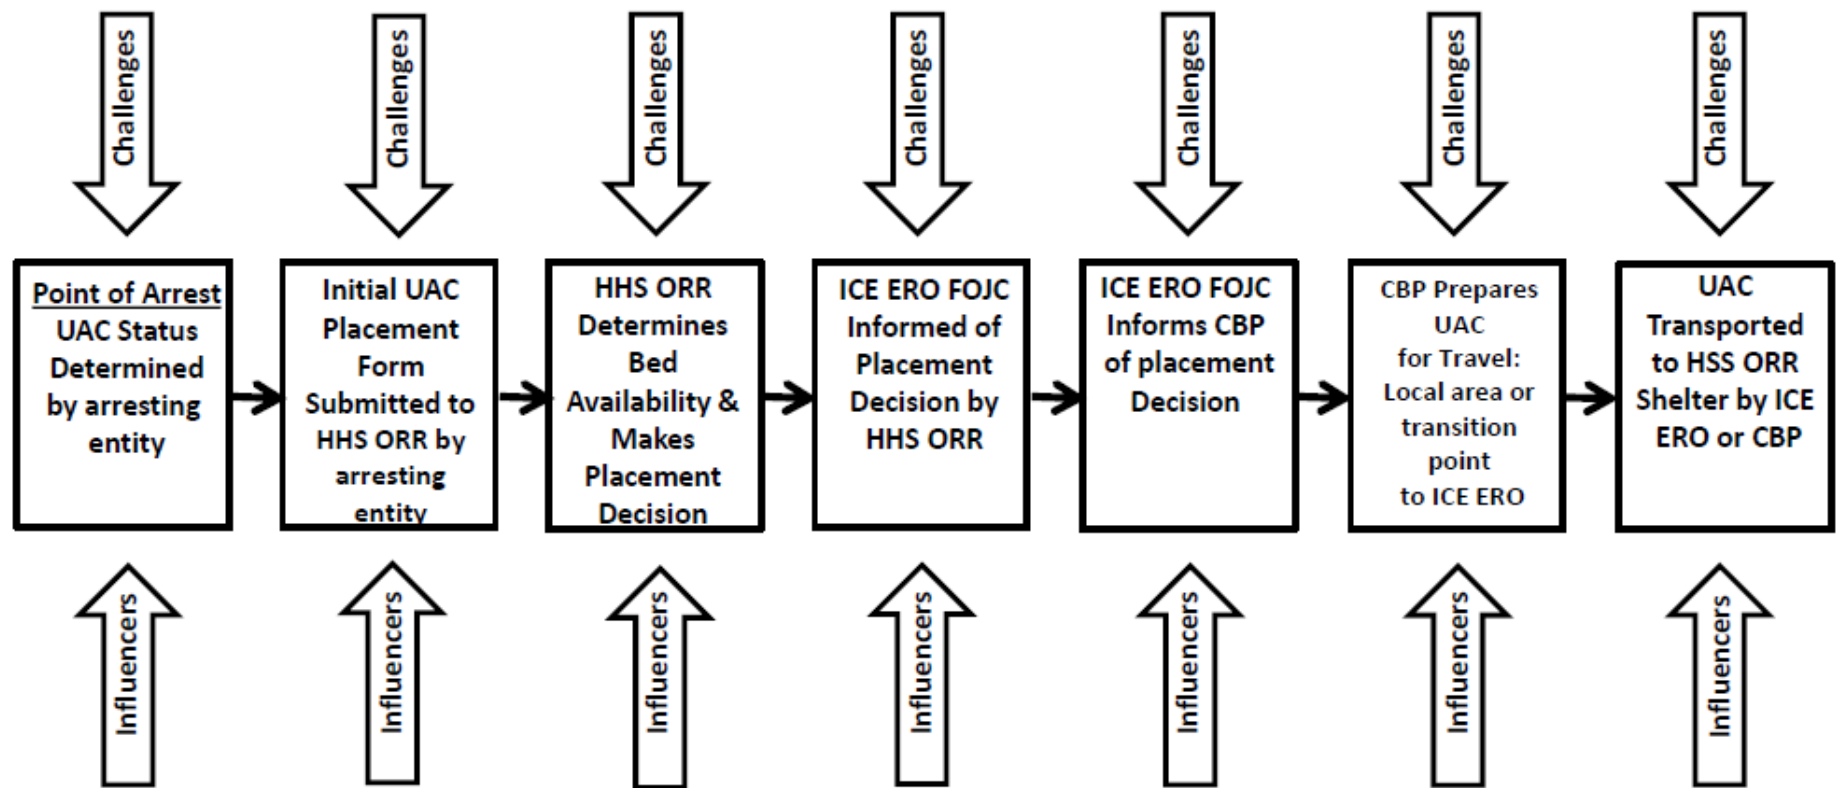 Challenges
Challenges
Challenges
Challenges
Challenges
Challenges
Challenges
Point of Arrest
UAC Status
Determined
by arresting
entity
Initial UAC
Placement
Form
Submitted to
HHS ORR by
arresting
entity
HHS ORR
Determines
Bed
Availability &
Makes
Placement
Decision
ICE ERO FOJC
Informed of
Placement
Decision by
HHS ORR
ICE ERO FOJC
Informs CBP
of placement
Decision
CBP Prepares
UAC
for Travel:
Local area or
transition
point
to ICE ERO
UAC
Transported
to HSS ORR
Shelter by ICE
ERO or CBP
Influencers
Influencers
Influencers
Influencers
Influencers
Influencers
Influencers